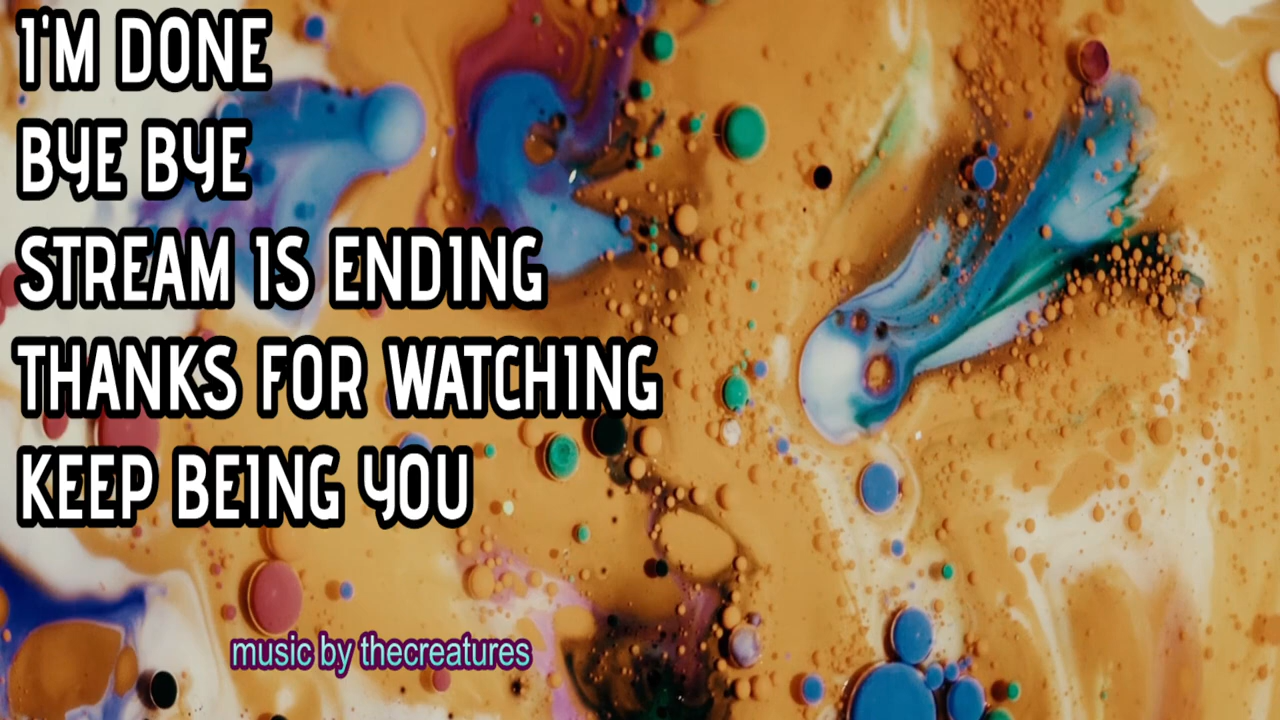 I'M DONE
BYE BYE
STREAM IS ENDING
THANKS FOR WATCHING
KEEP BEING YOU
music by thecreatures